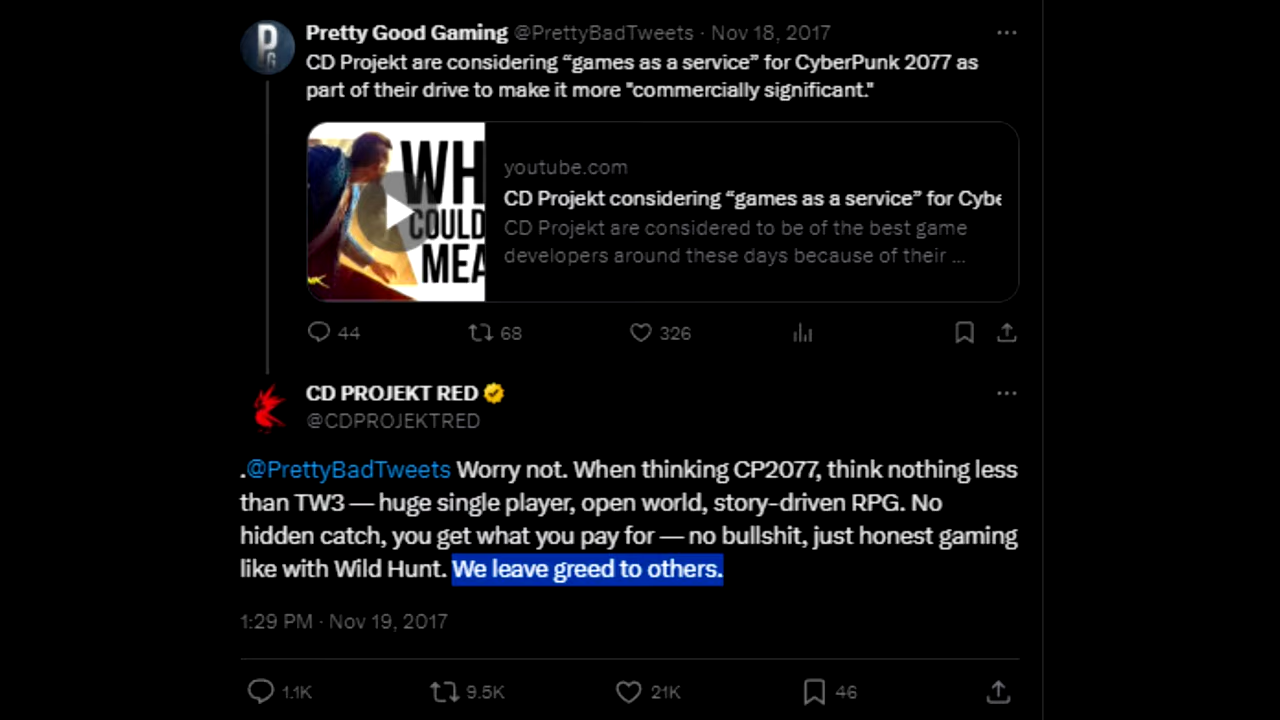 Pretty Good Gaming @PrettyBadTweets · Nov 18, 2017
CD Projekt are considering “games as a service” for CyberPunk 2077 as
part of their drive to make it more "commercially significant."
WH
COULD
MEA
youtube.com
CD Projekt considering “games as a service” for Cybe
CD Projekt are considered to be of the best game
developers around these days because of their ...
44
68
326
CD PROJEKT RED
@CDPROJEKTRED
.@PrettyBadTweets Worry not. When thinking CP2077, think nothing less
than TW3 — huge single player, open world, story-driven RPG. No
hidden catch, you get what you pay for — no bullshit, just honest gaming
like with Wild Hunt. We leave greed to others.
1:29 PM · Nov 19, 2017
1.1K
9.5K
21K
46